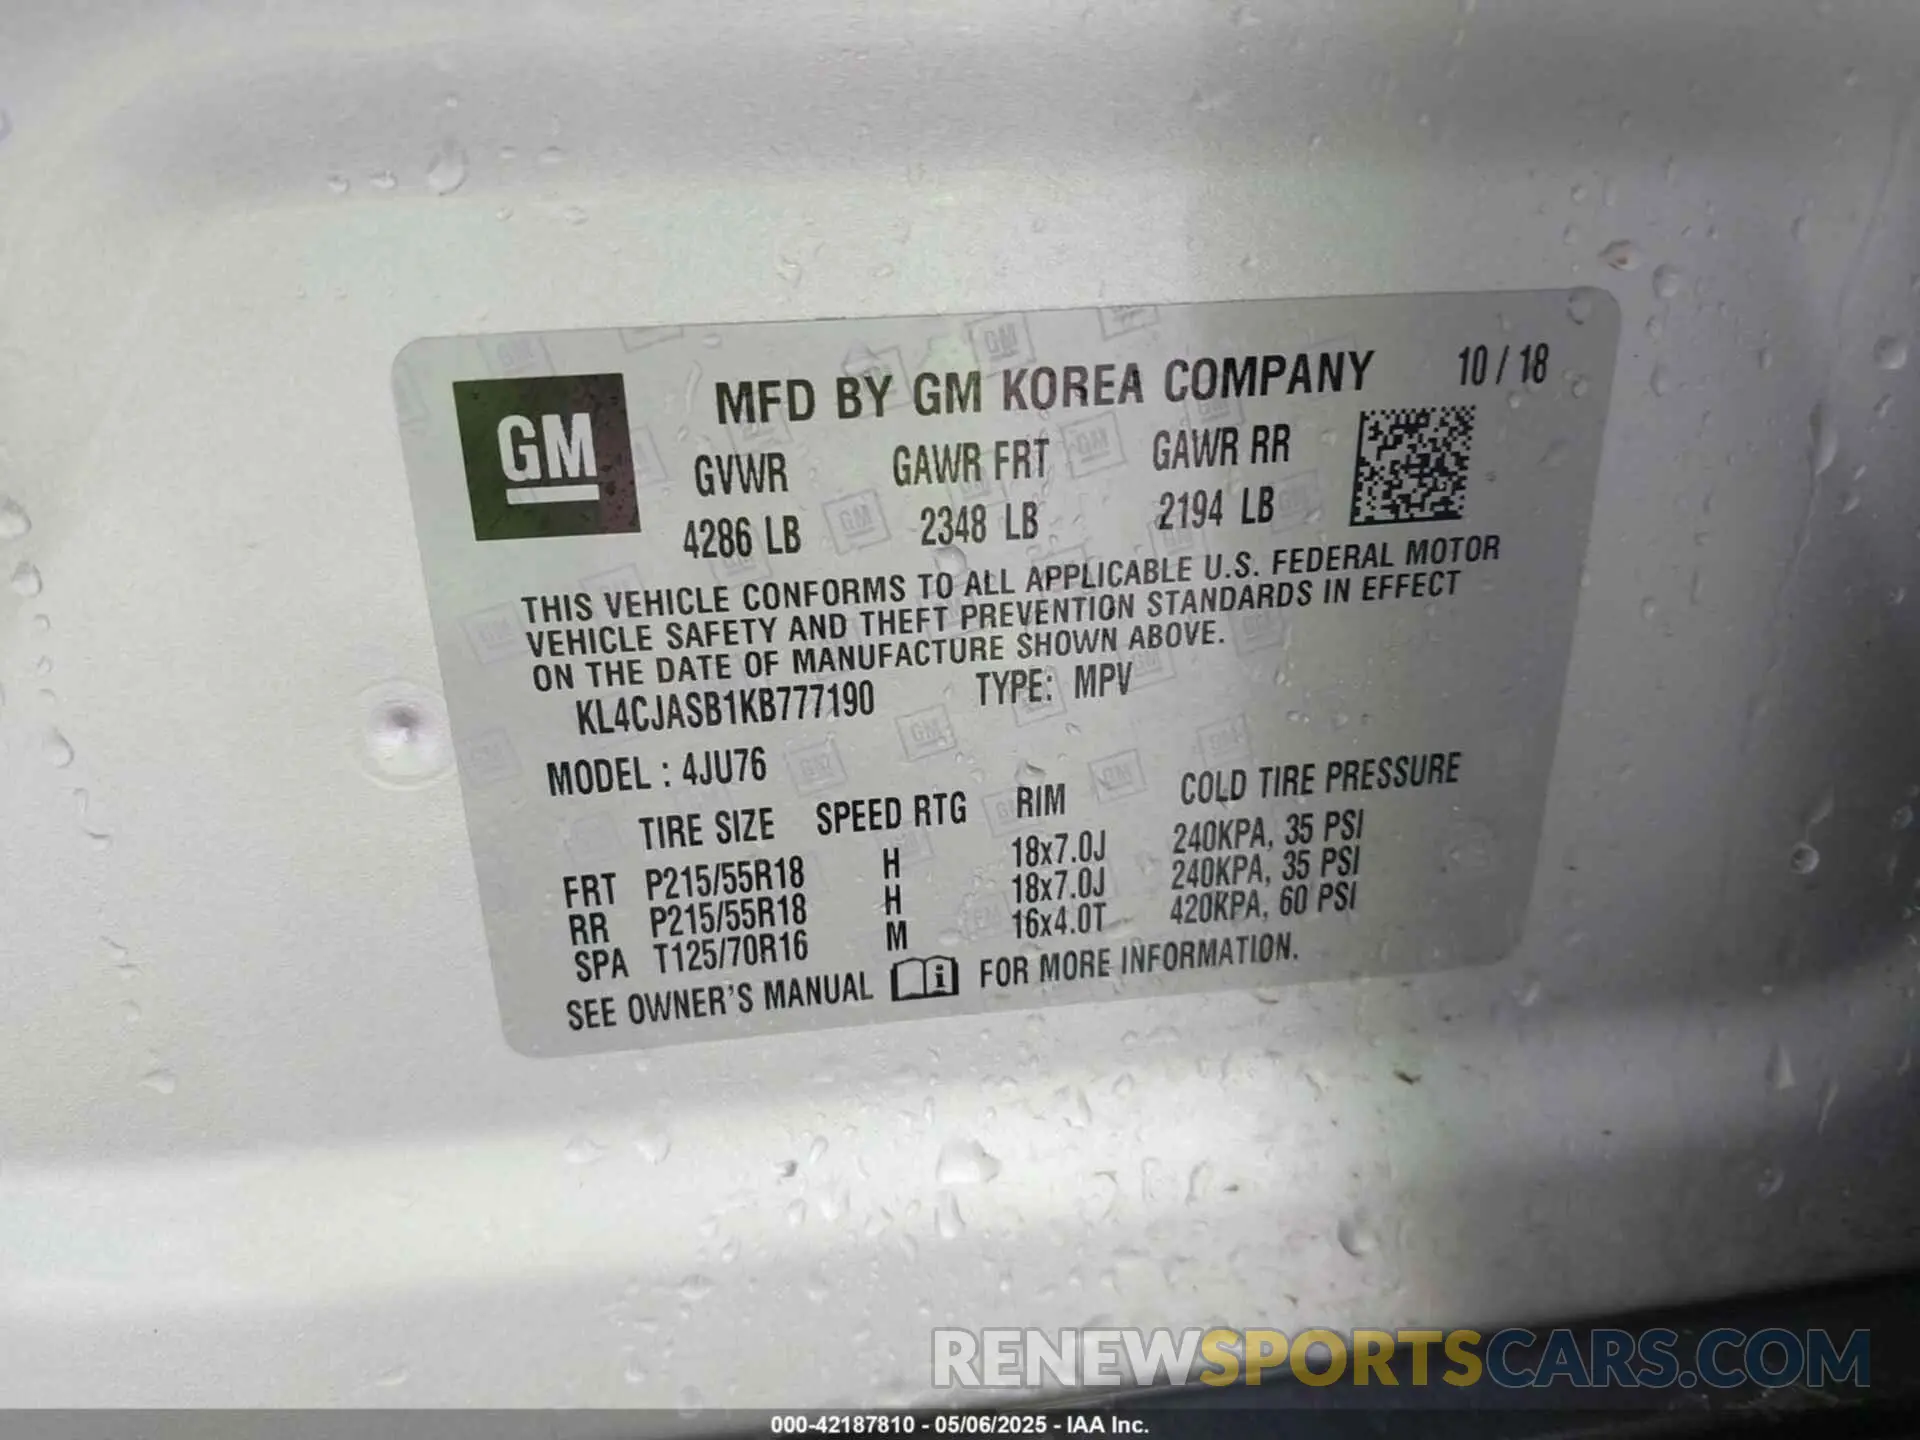 GM
MFD BY GM KOREA COMPANY 10 / 18
GVWR GAWR FRT GAWR RR
4286 LB 2348 LB 2194 LB
THIS VEHICLE CONFORMS TO ALL APPLICABLE U.S. FEDERAL MOTOR
VEHICLE SAFETY AND THEFT PREVENTION STANDARDS IN EFFECT
ON THE DATE OF MANUFACTURE SHOWN ABOVE.
KL4CJASB1KB777190 TYPE: MPV
MODEL : 4JU76
TIRE SIZE SPEED RTG RIM COLD TIRE PRESSURE
FRT P215/55R18 H 18x7.0J 240KPA, 35 PSI
RR P215/55R18 H 18x7.0J 240KPA, 35 PSI
SPA T125/70R16 M 16x4.0T 420KPA, 60 PSI
SEE OWNER'S MANUAL i FOR MORE INFORMATION.
RENEWSPORTSCARS.COM
000-42187810 - 05/06/2025 - IAA Inc.